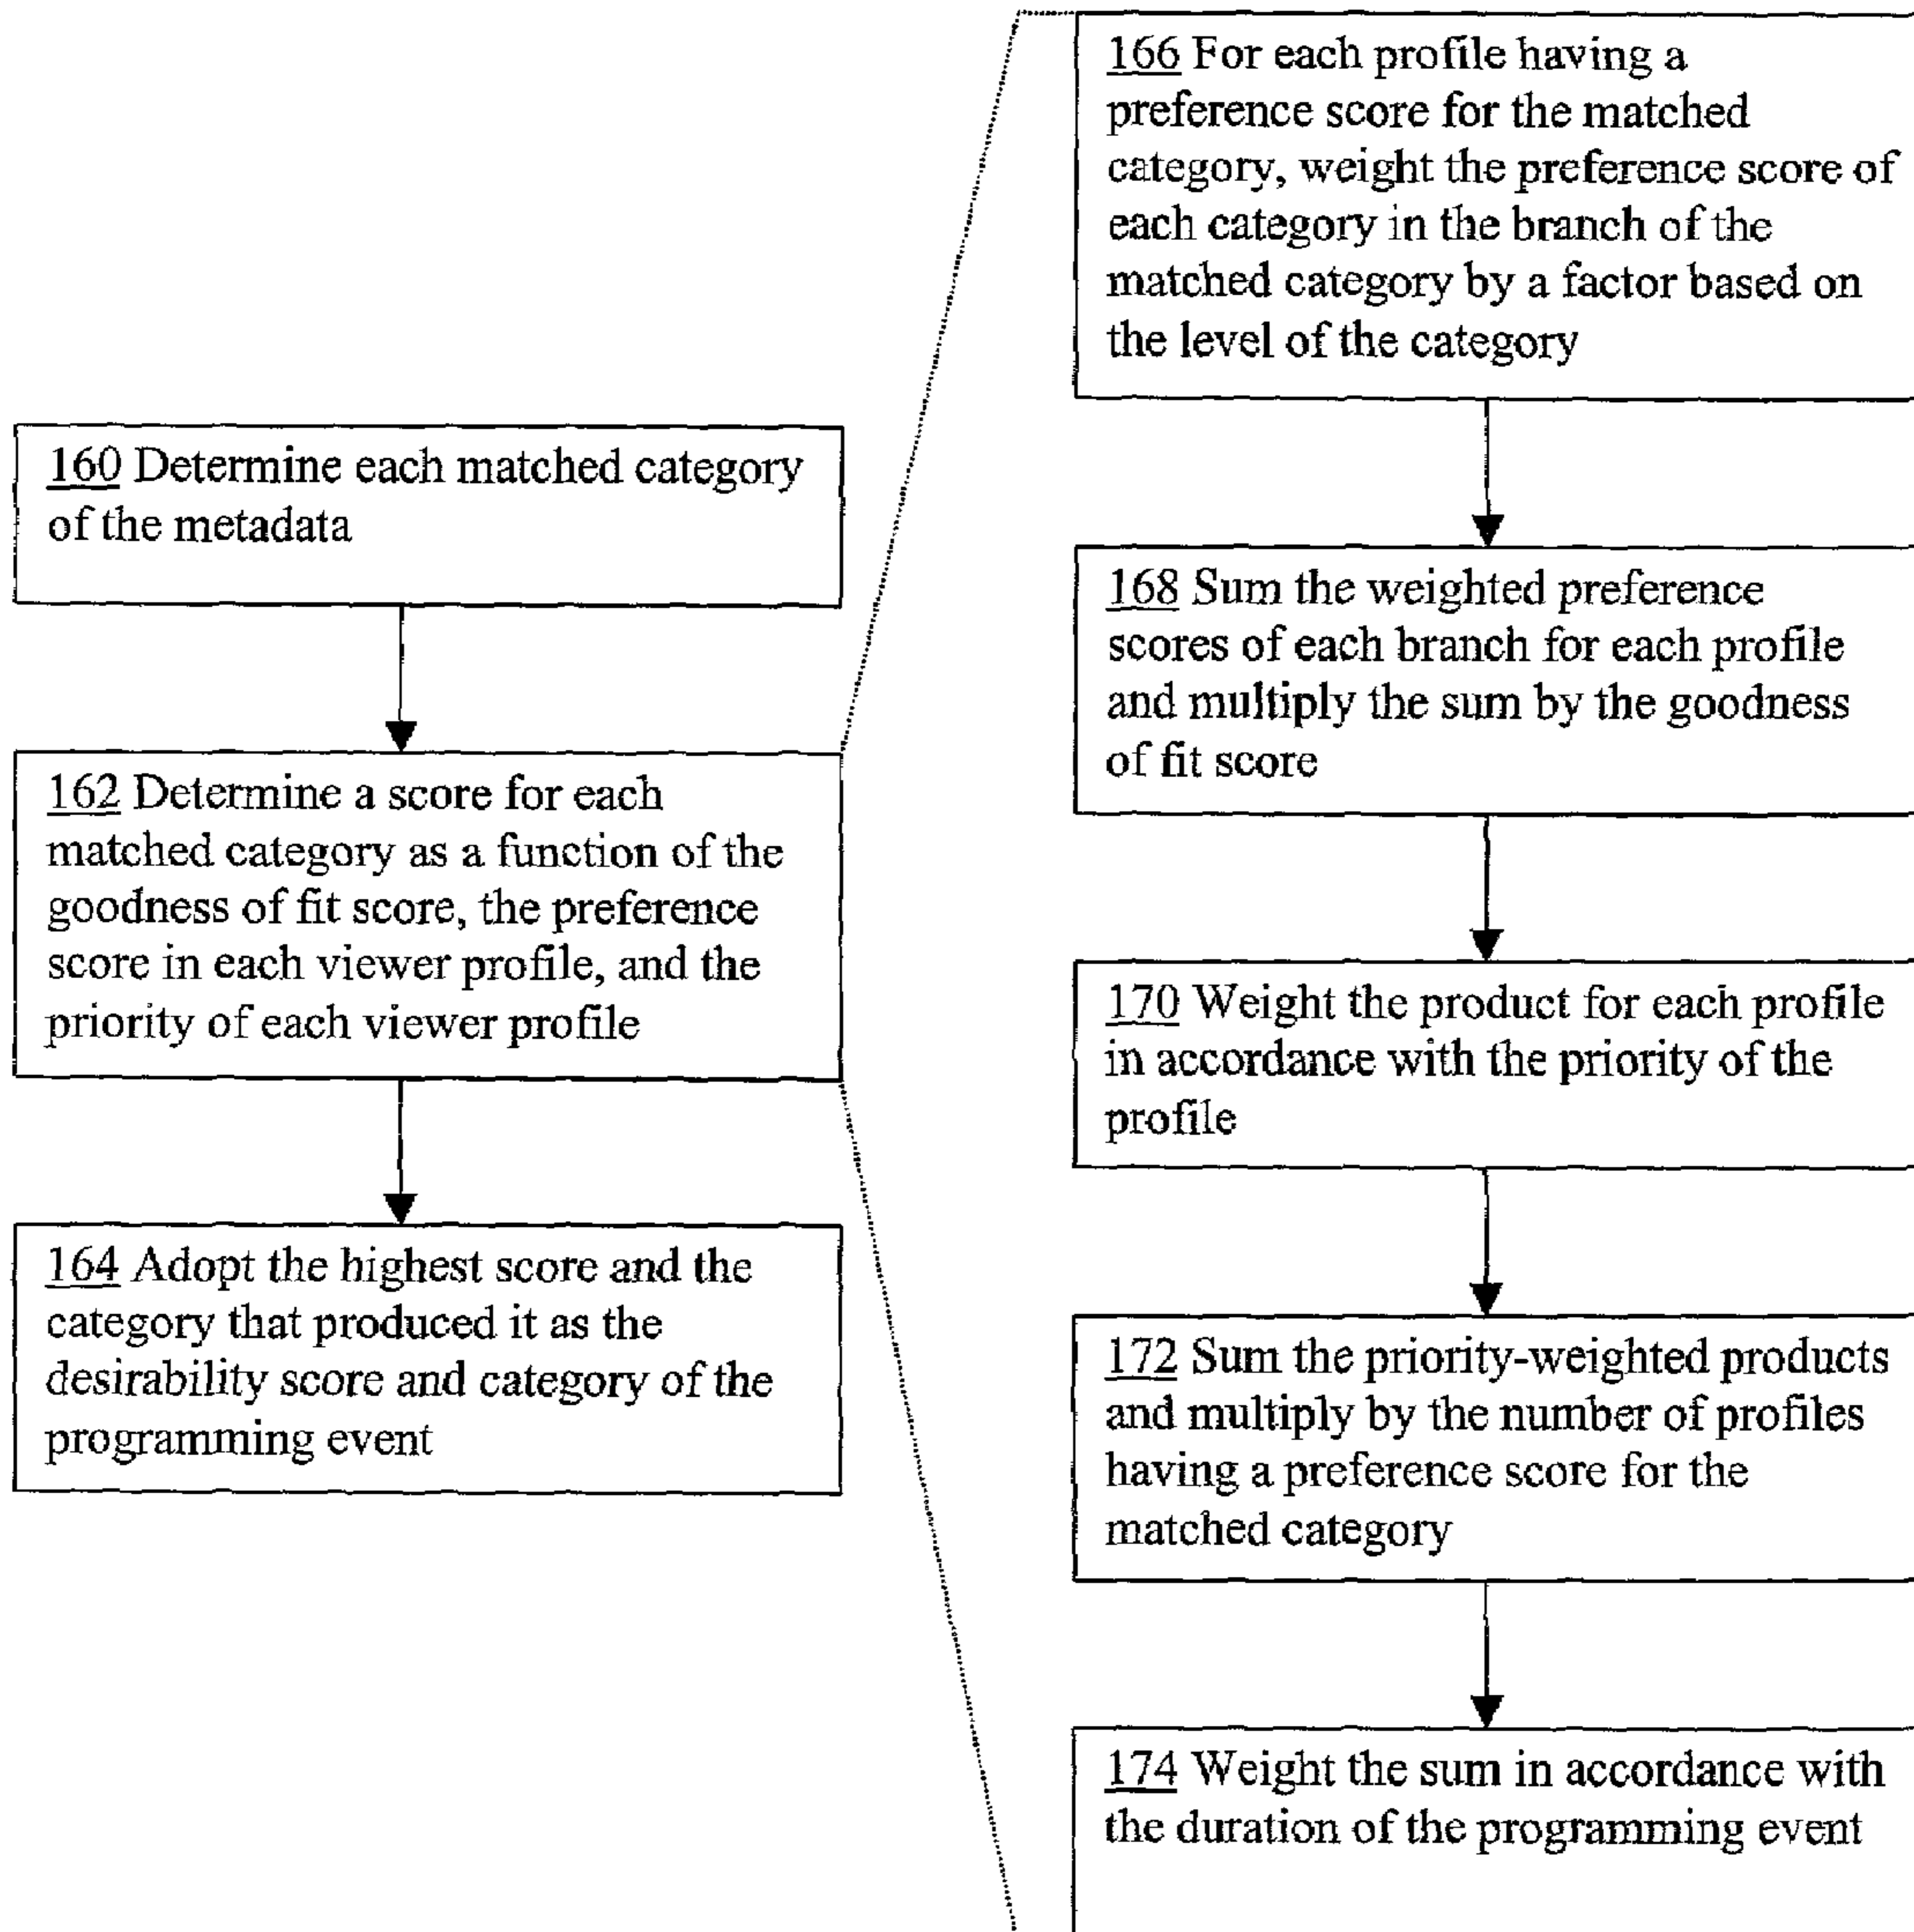 160 Determine each matched category
of the metadata
162 Determine a score for each
matched category as a function of the
goodness of fit score, the preference
score in each viewer profile, and the
priority of each viewer profile
164 Adopt the highest score and the
category that produced it as the
desirability score and category of the
programming event
166 For each profile having a
preference score for the matched
category, weight the preference score of
each category in the branch of the
matched category by a factor based on
the level of the category
168 Sum the weighted preference
scores of each branch for each profile
and multiply the sum by the goodness
of fit score
170 Weight the product for each profile
in accordance with the priority of the
profile
172 Sum the priority-weighted products
and multiply by the number of profiles
having a preference score for the
matched category
174 Weight the sum in accordance with
the duration of the programming event